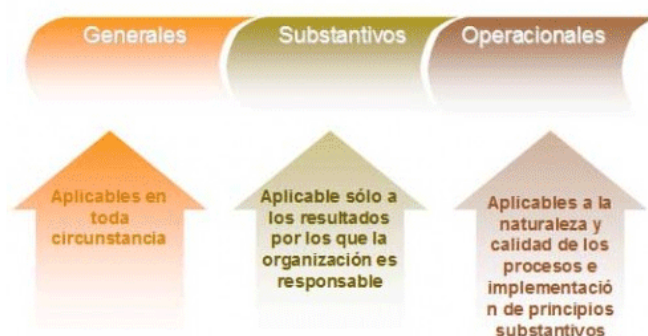 Generales
Substantivos
Operacionales
Aplicables en
toda
circunstancia
Aplicable sólo a
los resultados
por los que la
organización es
responsable
Aplicables a la
naturaleza y
calidad de los
procesos e
implementació
n de principios
substantivos